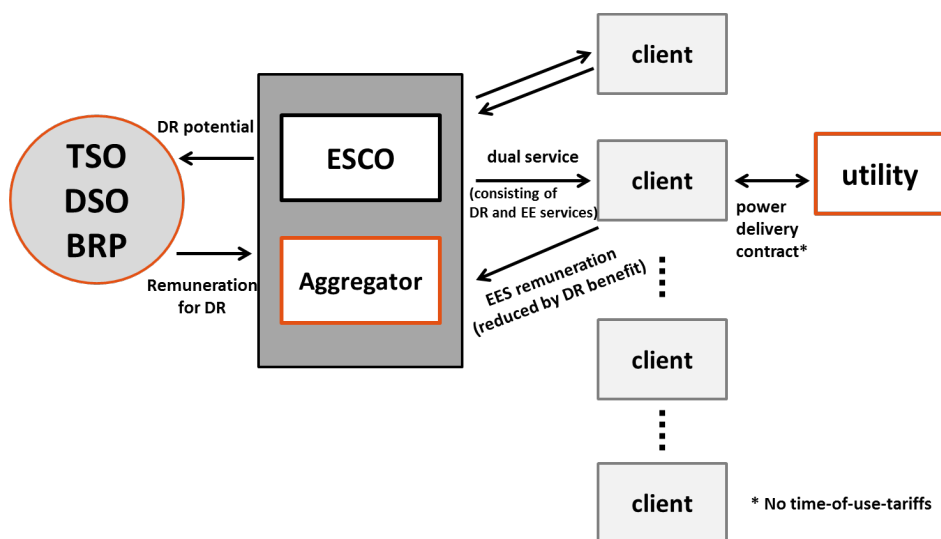 client
DR potential
TSO
DSO
BRP
ESCO
dual service
(consisting of
DR and EE services)
client
utility
power
delivery
contract*
Remuneration
for DR
Aggregator
EES remuneration
(reduced by DR benefit)
client
client
* No time-of-use-tariffs